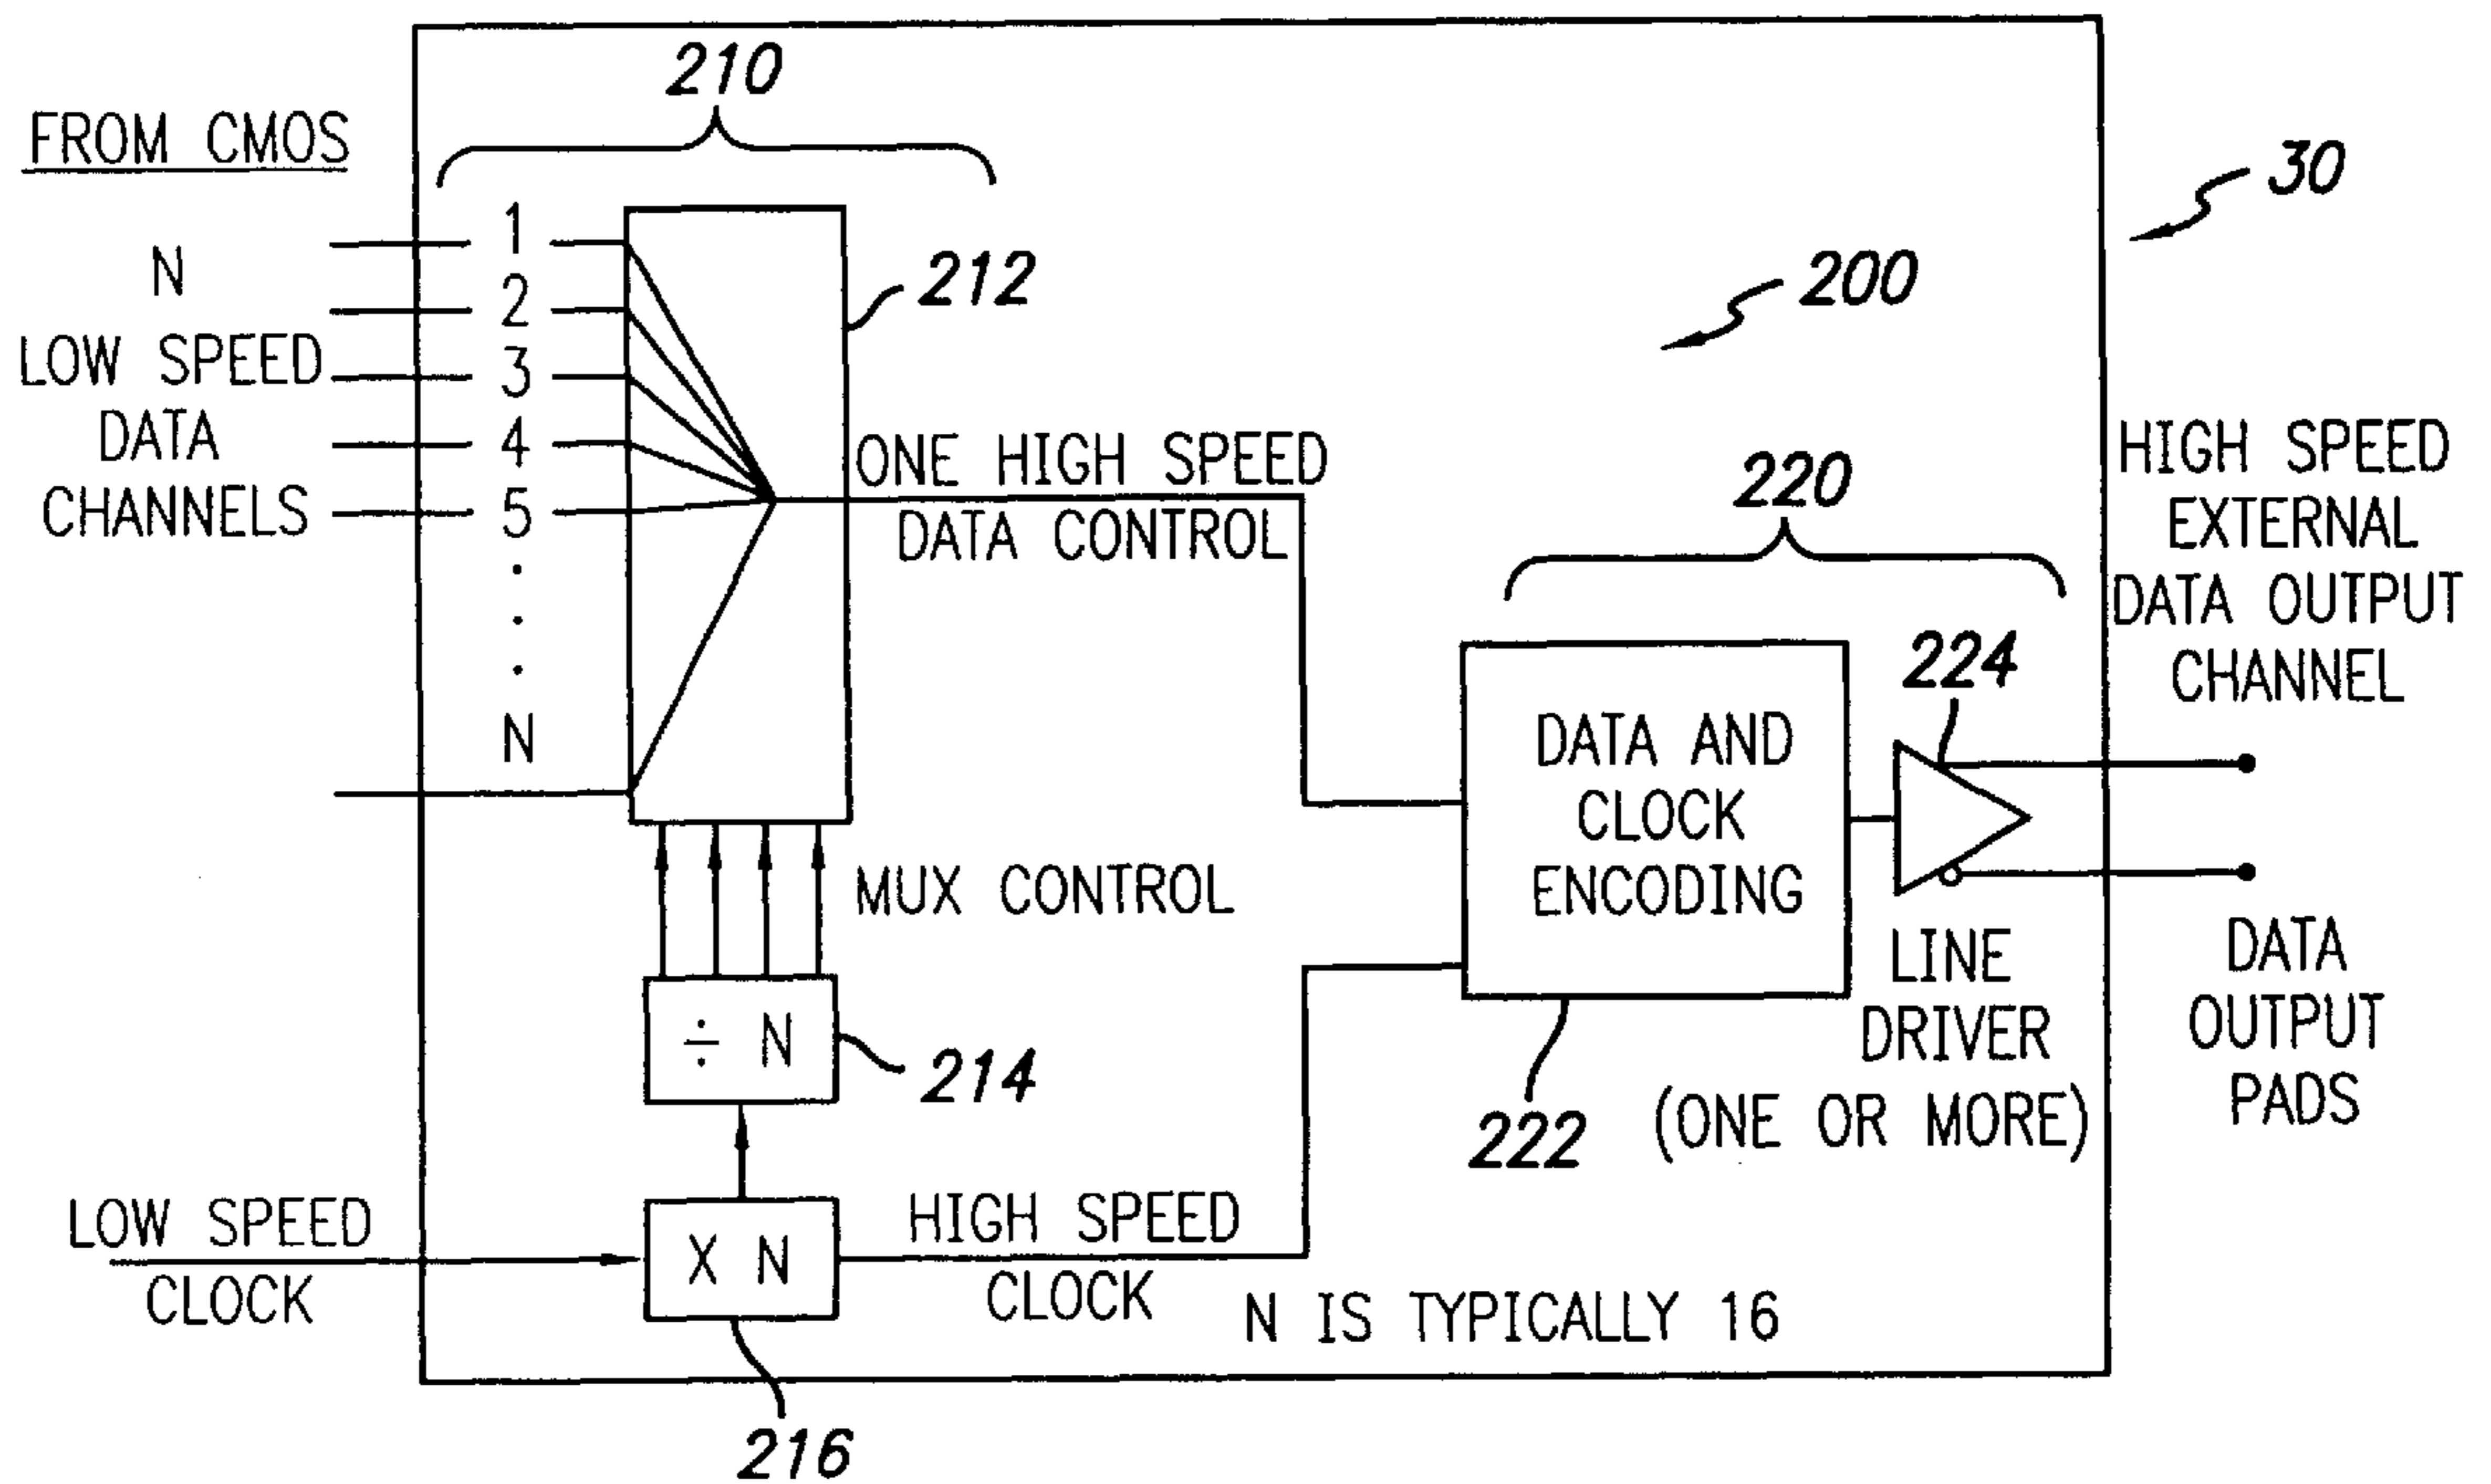 210
FROM CMOS
30
N
LOW SPEED
DATA
CHANNELS
1
2
3
4
5
.
.
.
N
212
200
ONE HIGH SPEED
DATA CONTROL
220
HIGH SPEED
EXTERNAL
DATA OUTPUT
CHANNEL
224
DATA AND
CLOCK
ENCODING
MUX CONTROL
LINE
DRIVER
(ONE OR MORE)
DATA
OUTPUT
PADS
÷ N
214
222
LOW SPEED
CLOCK
X N
HIGH SPEED
CLOCK
N IS TYPICALLY 16
216